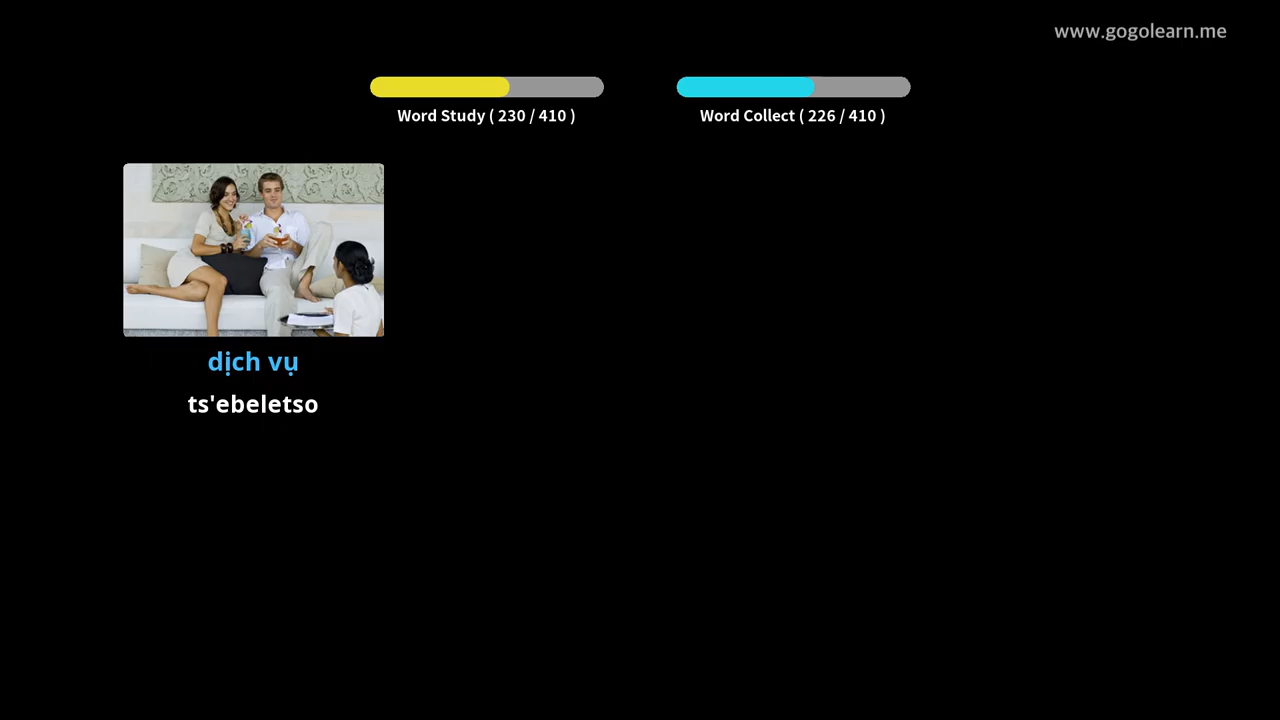 www.gogolearn.me
Word Study ( 230 / 410 )
Word Collect ( 226 / 410 )
dịch vụ
ts'ebeletso